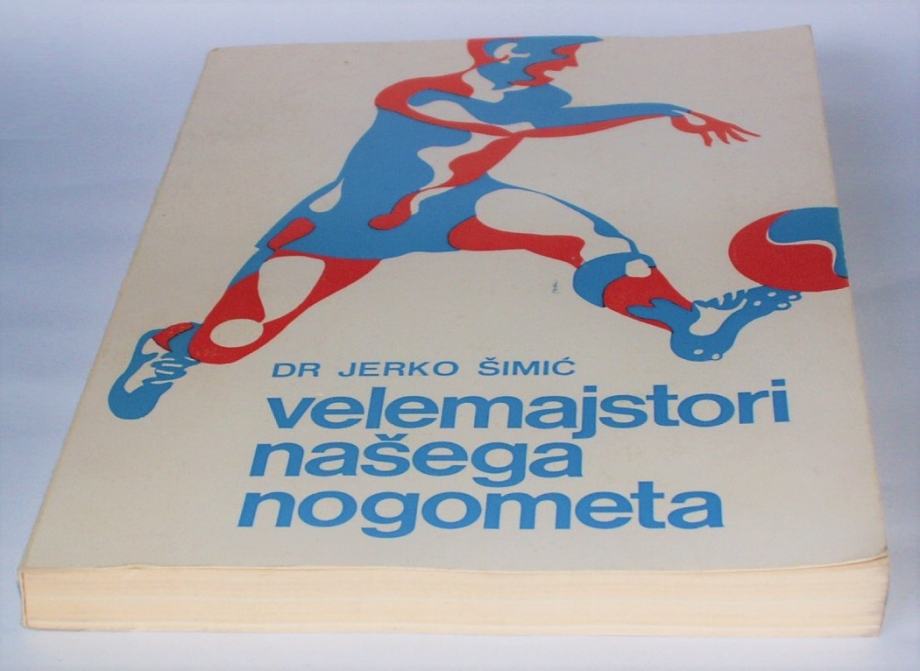 DR JERKO ŠIMIĆ
velemajstori
našega
nogometa